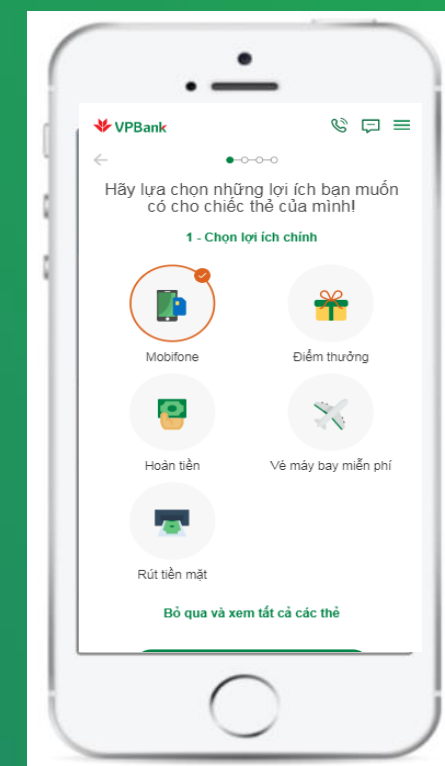 VPBank
Hãy lựa chọn những lợi ích bạn muốn
có cho chiếc thẻ của mình!
1 - Chọn lợi ích chính
Mobifone
Điểm thưởng
Hoàn tiền
Vé máy bay miễn phí
Rút tiền mặt
Bỏ qua và xem tất cả các thẻ